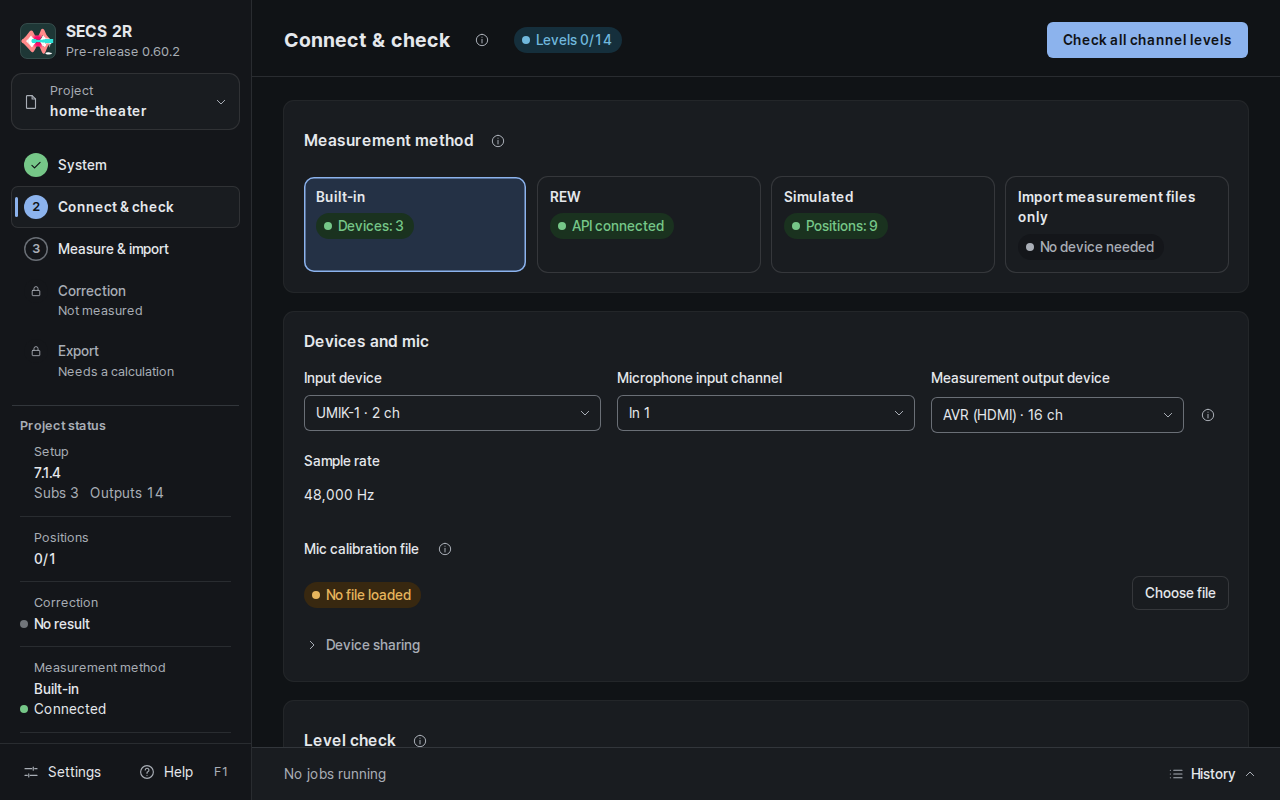 SECS 2R
Pre-release 0.60.2
Project
home-theater
System
2
Connect & check
3
Measure & import
Correction
Not measured
Export
Needs a calculation
Project status
Setup
7.1.4
Subs 3 Outputs 14
Positions
0/1
Correction
No result
Measurement method
Built-in
Connected
Settings
Help F1
Connect & check
Levels 0/14
Check all channel levels
Measurement method
Built-in
Devices: 3
REW
API connected
Simulated
Positions: 9
Import measurement files
only
No device needed
Devices and mic
Input device
UMIK-1 · 2 ch
Microphone input channel
In 1
Measurement output device
AVR (HDMI) · 16 ch
Sample rate
48,000 Hz
Mic calibration file
No file loaded
Choose file
Device sharing
Level check
No jobs running
History